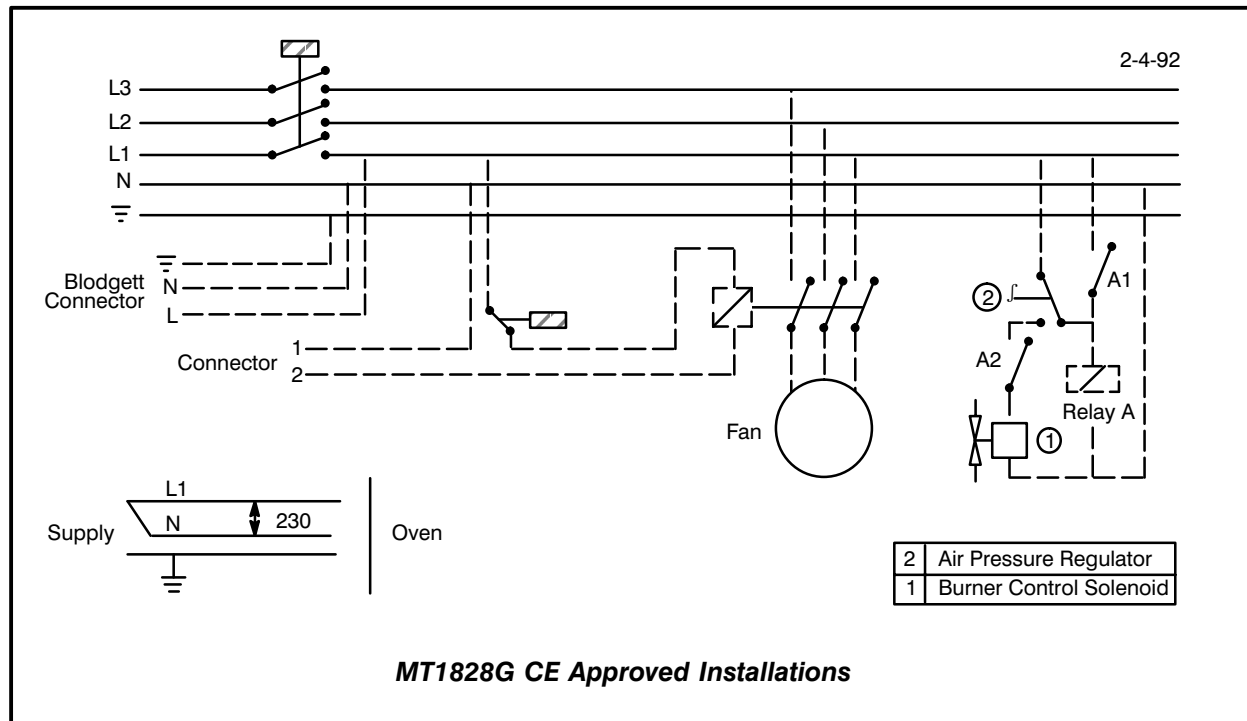 2-4-92
L3
L2
L1
N
Blodgett
Connector
N
L
Connector
1
2
Fan
2
A1
A2
Relay A
1
L1
Supply
N
230
Oven
2 Air Pressure Regulator
1 Burner Control Solenoid
MT1828G CE Approved Installations